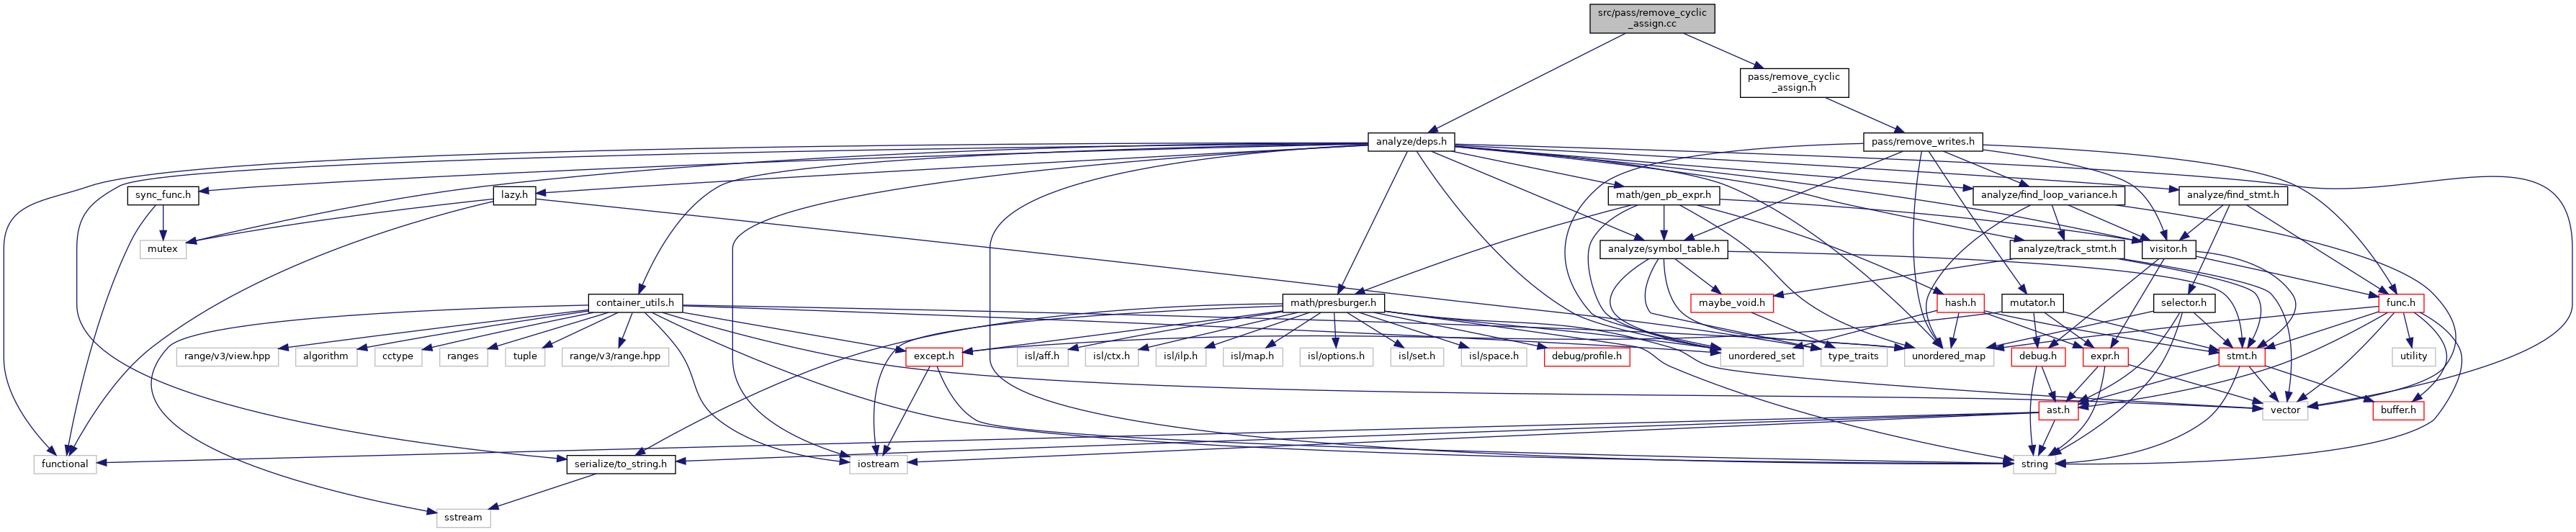 src/pass/remove_cyclic
_assign.cc
pass/remove_cyclic
_assign.h
analyze/deps.h
pass/remove_writes.h
sync_func.h
lazy.h
math/gen_pb_expr.h
analyze/find_loop_variance.h
analyze/find_stmt.h
mutex
analyze/symbol_table.h
analyze/track_stmt.h
visitor.h
container_utils.h
math/presburger.h
maybe_void.h
hash.h
mutator.h
selector.h
func.h
range/v3/view.hpp
algorithm
cctype
ranges
tuple
range/v3/range.hpp
except.h
isl/aff.h
isl/ctx.h
isl/ilp.h
isl/map.h
isl/options.h
isl/set.h
isl/space.h
debug/profile.h
unordered_set
type_traits
unordered_map
debug.h
expr.h
stmt.h
utility
ast.h
vector
buffer.h
functional
serialize/to_string.h
iostream
string
sstream